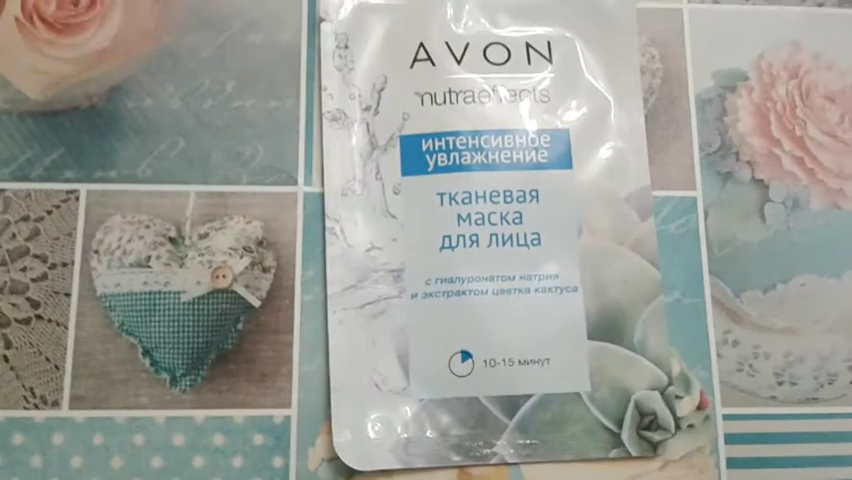 AVON
nutraeffects
интенсивное
увлажнение
тканевая
маска
для лица
с гиалуронатом натрия
и экстрактом цветка кактуса
10-15 минут